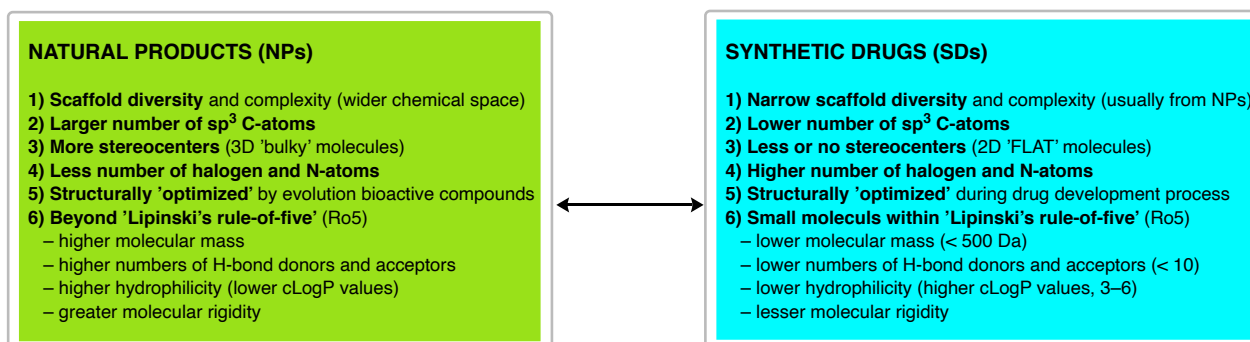 NATURAL PRODUCTS (NPs)
1) Scaffold diversity and complexity (wider chemical space)
2) Larger number of sp³ C-atoms
3) More stereocenters (3D 'bulky' molecules)
4) Less number of halogen and N-atoms
5) Structurally 'optimized' by evolution bioactive compounds
6) Beyond 'Lipinski's rule-of-five' (Ro5)
– higher molecular mass
– higher numbers of H-bond donors and acceptors
– higher hydrophilicity (lower cLogP values)
– greater molecular rigidity
SYNTHETIC DRUGS (SDs)
1) Narrow scaffold diversity and complexity (usually from NPs)
2) Lower number of sp³ C-atoms
3) Less or no stereocenters (2D 'FLAT' molecules)
4) Higher number of halogen and N-atoms
5) Structurally 'optimized' during drug development process
6) Small moleculs within 'Lipinski's rule-of-five' (Ro5)
– lower molecular mass (< 500 Da)
– lower numbers of H-bond donors and acceptors (< 10)
– lower hydrophilicity (higher cLogP values, 3–6)
– lesser molecular rigidity